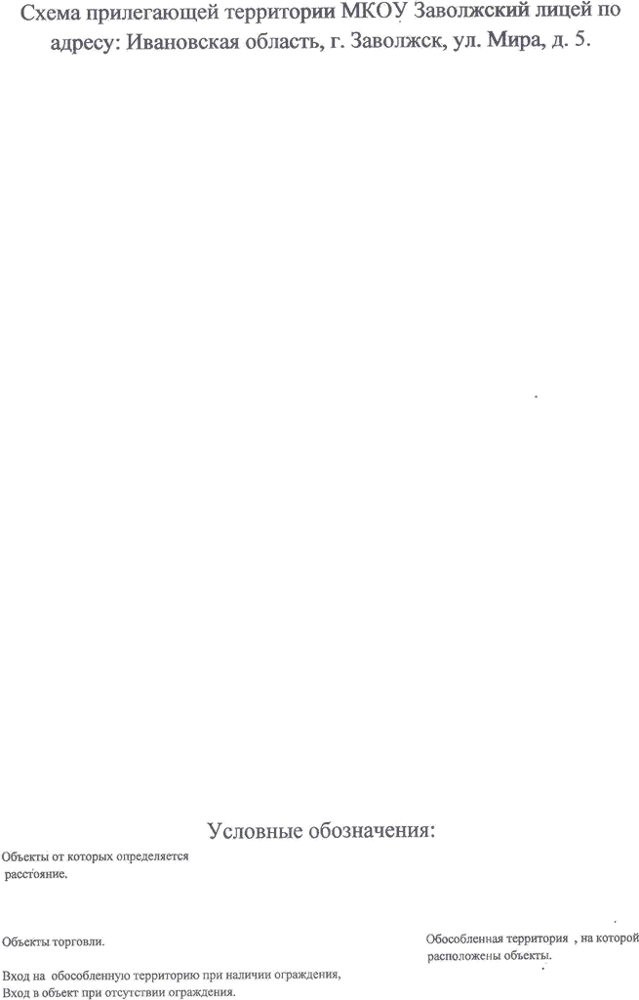 Схема прилегающей территории МКОУ Заволжский лицей по
адресу: Ивановская область, г. Заволжск, ул. Мира, д. 5.
Условные обозначения:
Объекты от которых определяется
расстояние.
Объекты торговли.
Обособленная территория , на которой
расположены объекты.
Вход на обособленную территорию при наличии ограждения,
Вход в объект при отсутствии ограждения.